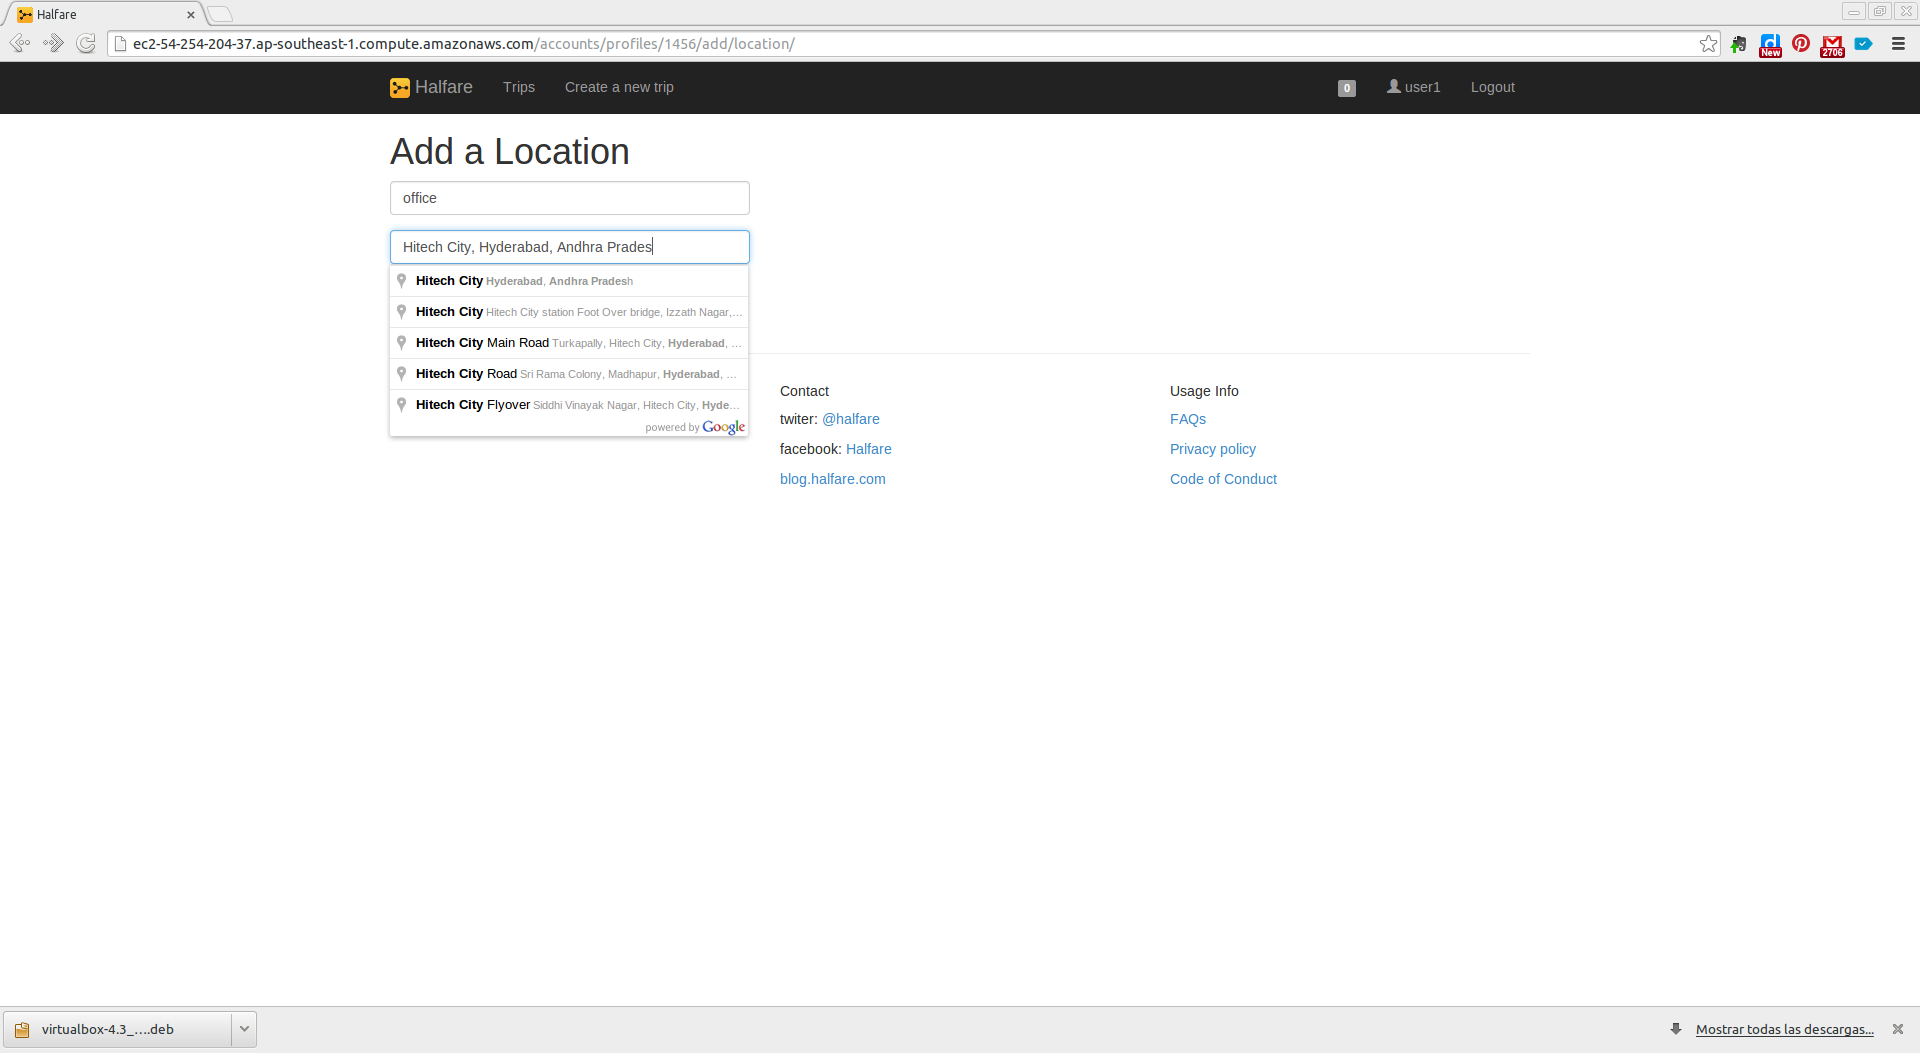 Halfare
ec2-54-254-204-37.ap-southeast-1.compute.amazonaws.com/accounts/profiles/1456/add/location/
New
2706
Halfare
Trips
Create a new trip
0
user1
Logout
Add a Location
office
Hitech City, Hyderabad, Andhra Prades
Hitech City Hyderabad, Andhra Pradesh
Hitech City Hitech City station Foot Over bridge, Izzath Nagar,...
Hitech City Main Road Turkapally, Hitech City, Hyderabad, ...
Hitech City Road Sri Rama Colony, Madhapur, Hyderabad, ...
Hitech City Flyover Siddhi Vinayak Nagar, Hitech City, Hyde...
powered by Google
Contact
twiter: @halfare
facebook: Halfare
blog.halfare.com
Usage Info
FAQs
Privacy policy
Code of Conduct
virtualbox-4.3_....deb
Mostrar todas las descargas...